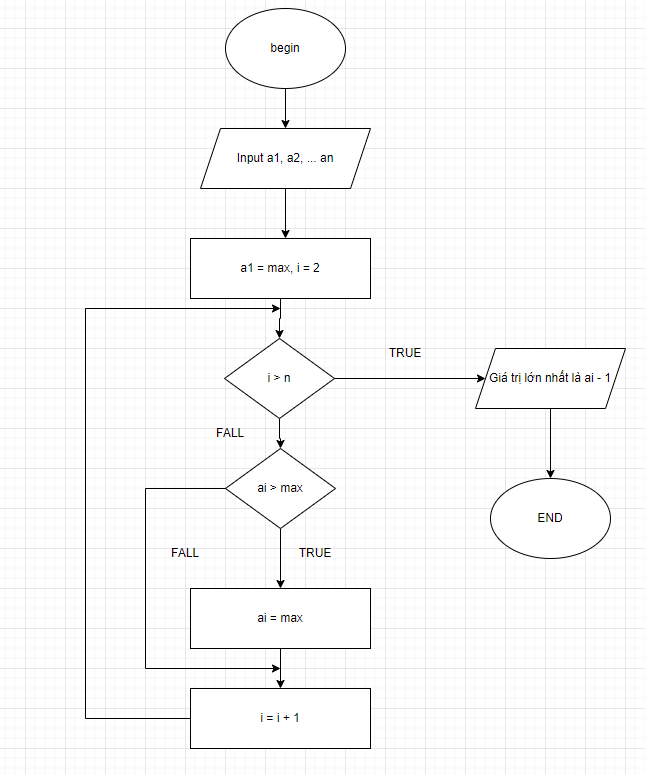 begin
Input a1, a2, ... an
a1 = max, i = 2
i > n
TRUE
Giá trị lớn nhất là ai - 1
END
FALL
ai > max
FALL
TRUE
ai = max
i = i + 1